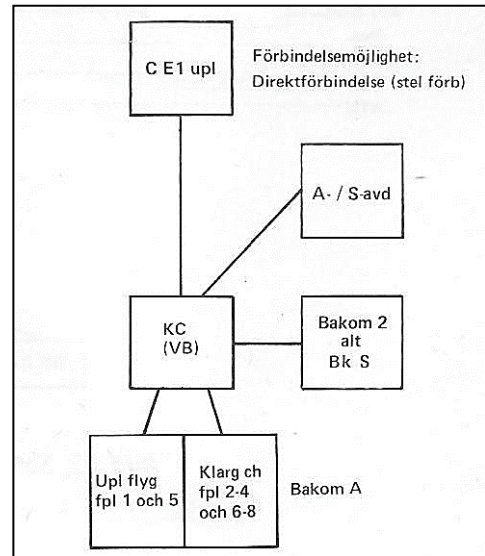 C E1 upl
Förbindelsemöjlighet:
Direktförbindelse (stel förb)
A- / S-avd
KC
(VB)
Bakom 2
alt
Bk S
Upl flyg
fpl 1 och 5
Klarg ch
fpl 2-4
och 6-8
Bakom A